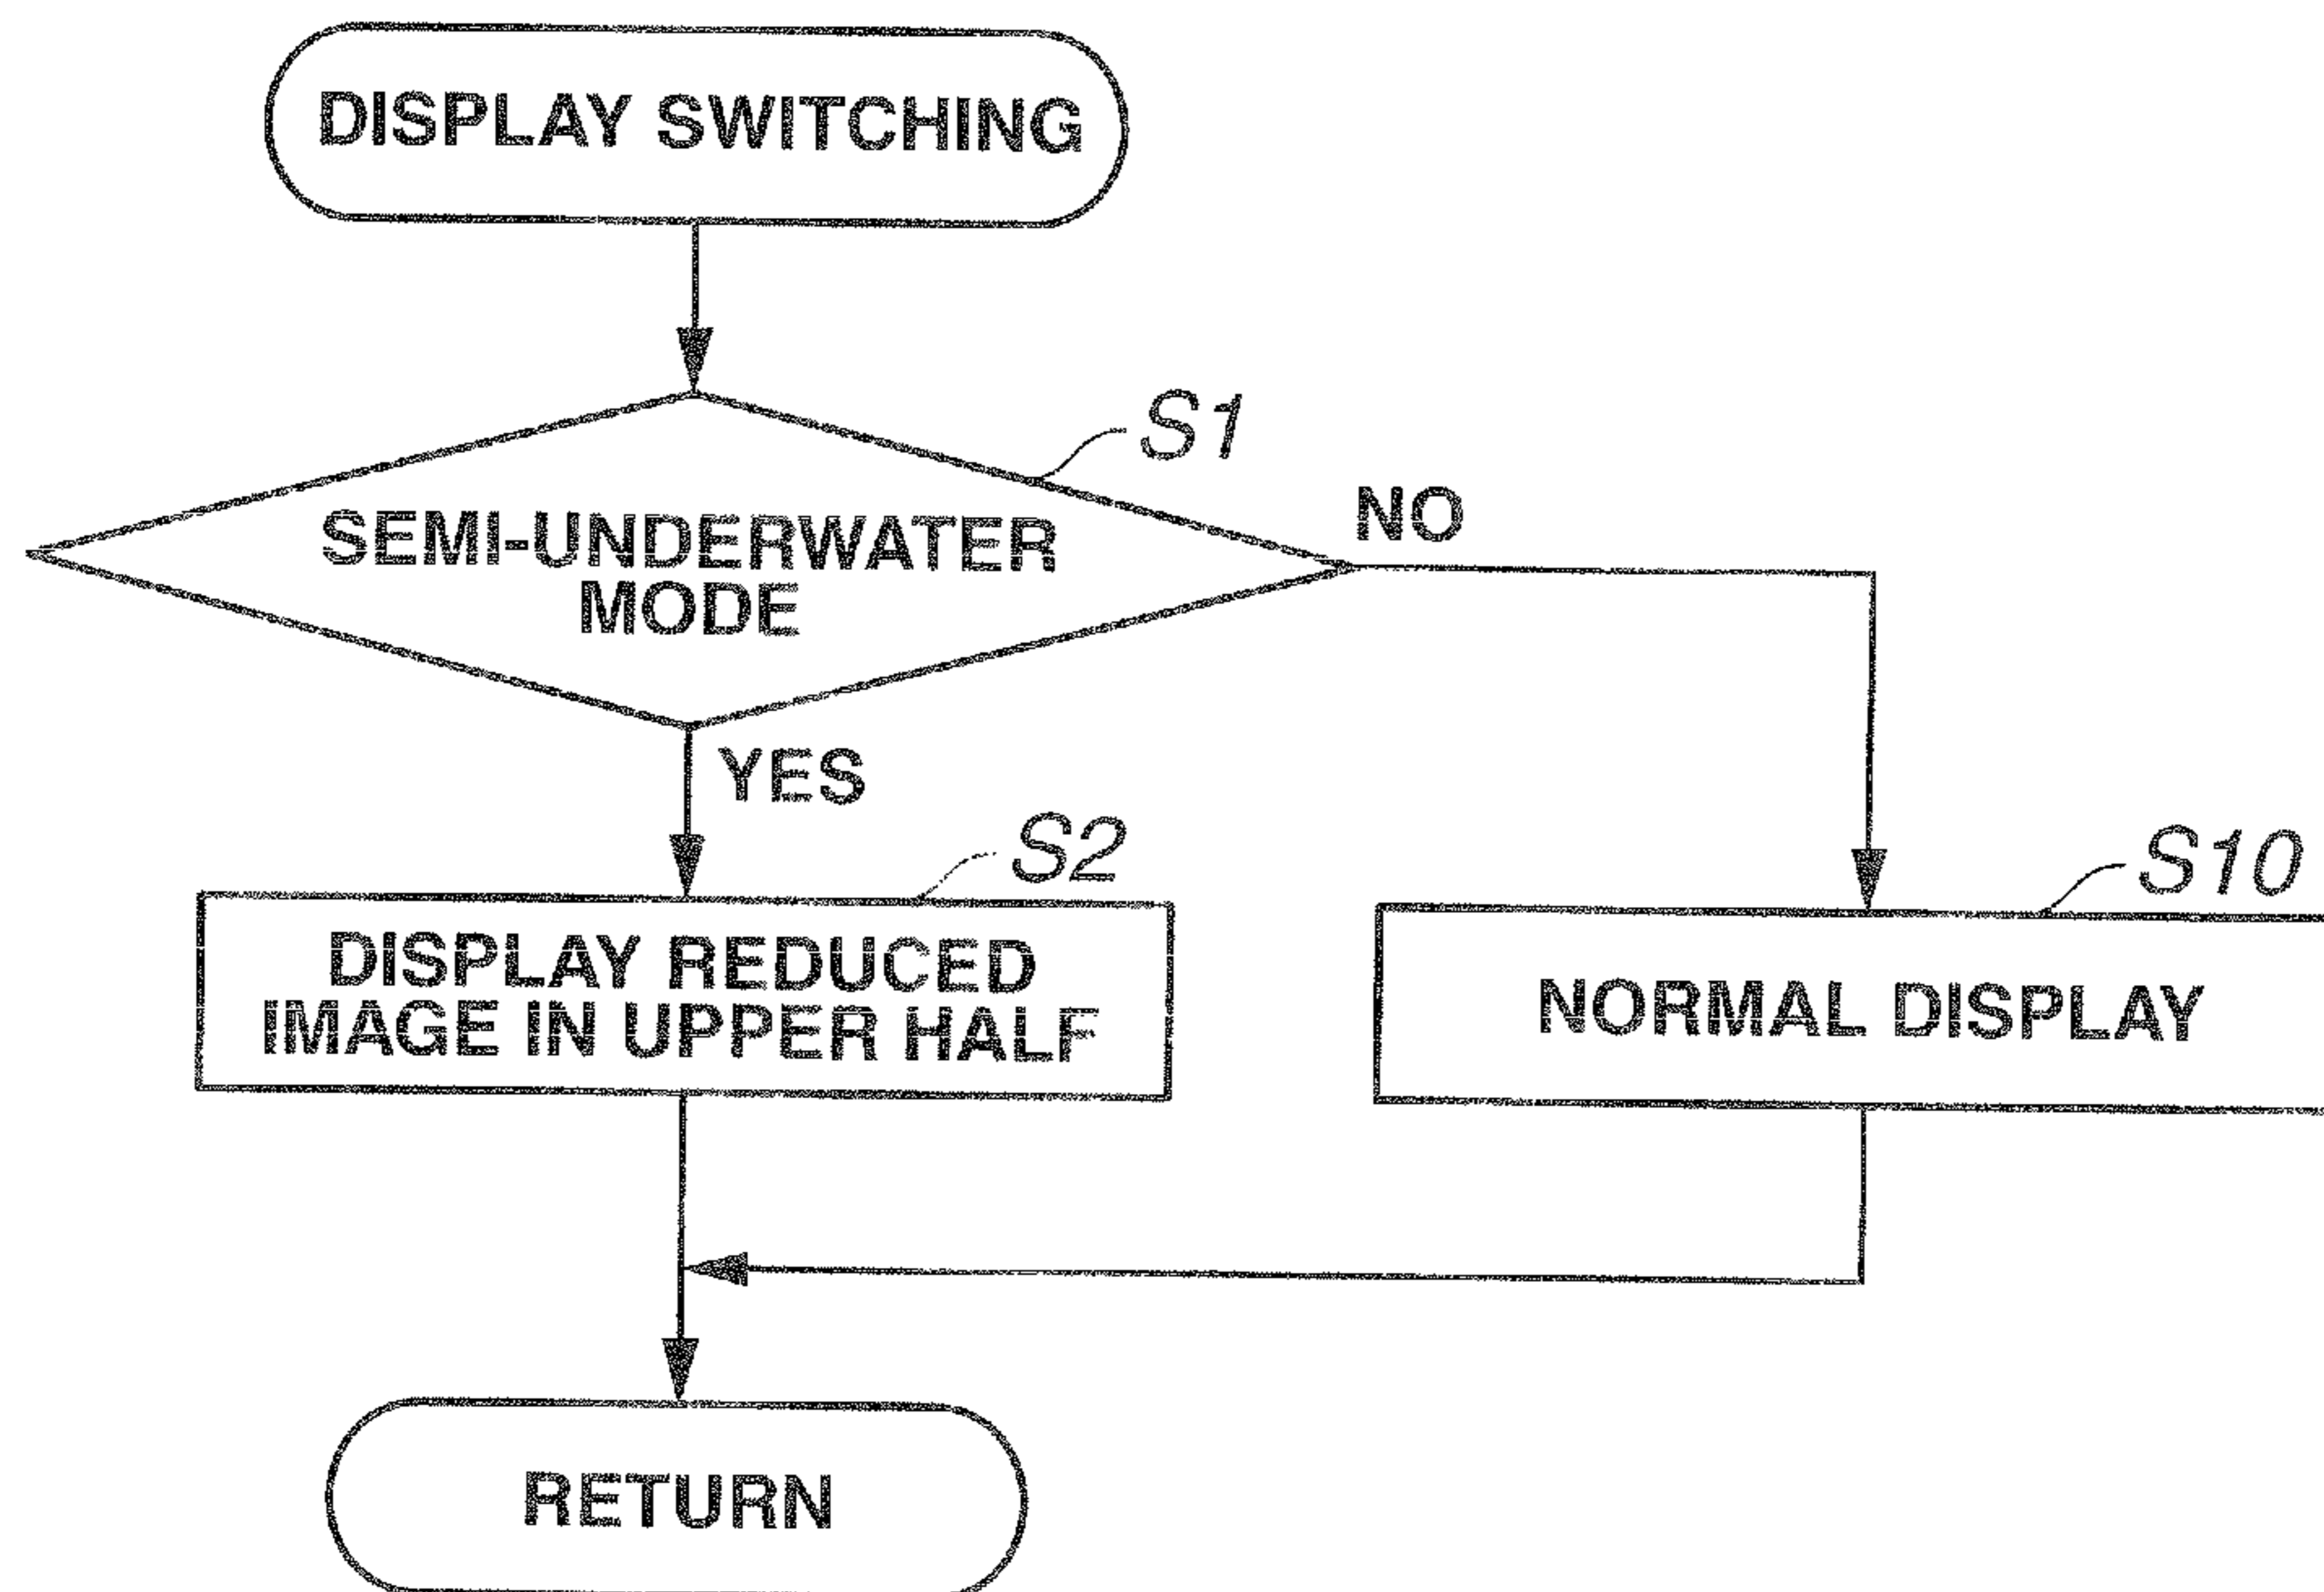 DISPLAY SWITCHING
S1
SEMI-UNDERWATER
MODE
NO
YES
S2
DISPLAY REDUCED
IMAGE IN UPPER HALF
S10
NORMAL DISPLAY
RETURN